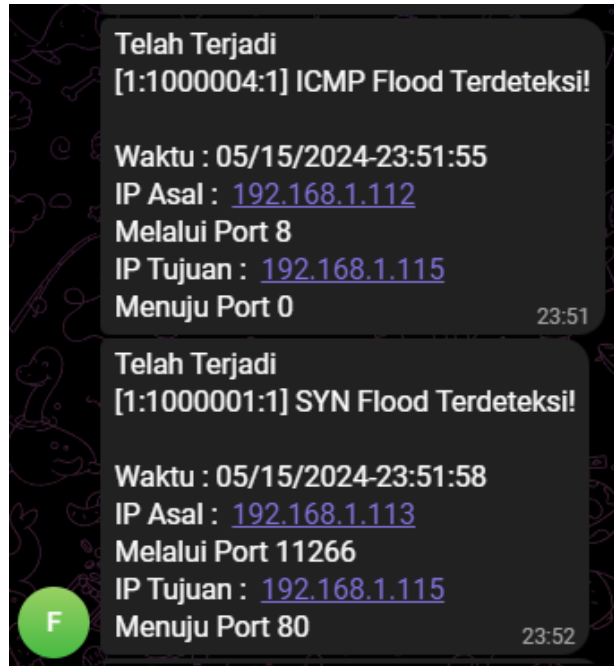 Telah Terjadi
[1:1000004:1] ICMP Flood Terdeteksi!
Waktu : 05/15/2024-23:51:55
IP Asal : 192.168.1.112
Melalui Port 8
IP Tujuan : 192.168.1.115
Menuju Port 0
23:51
Telah Terjadi
[1:1000001:1] SYN Flood Terdeteksi!
Waktu : 05/15/2024-23:51:58
IP Asal : 192.168.1.113
Melalui Port 11266
IP Tujuan : 192.168.1.115
Menuju Port 80
23:52
F